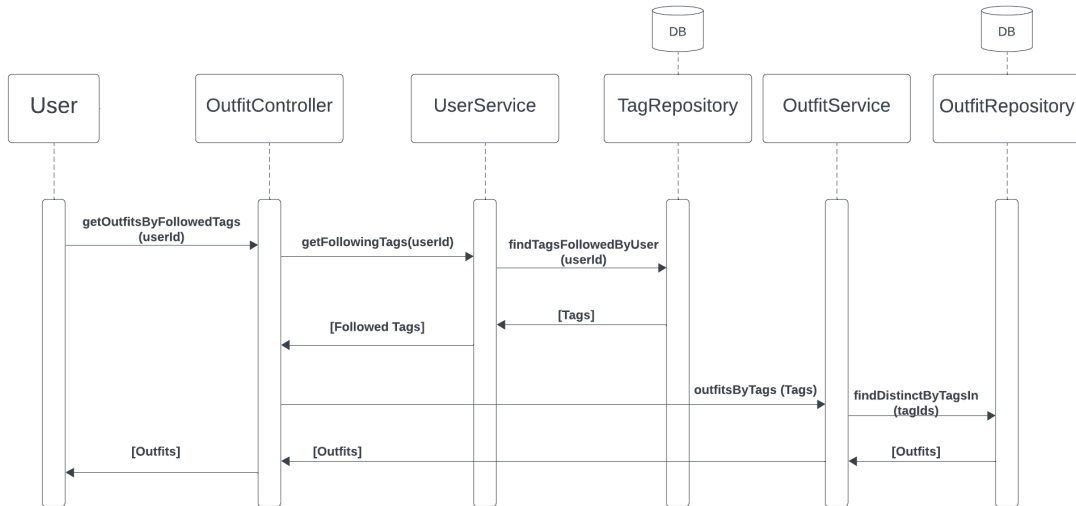 DB
DB
User
OutfitController
UserService
TagRepository
OutfitService
OutfitRepository
getOutfitsByFollowedTags
(userId)
getFollowingTags(userId)
findTagsFollowedByUser
(userId)
[Tags]
[Followed Tags]
outfitsByTags (Tags)
findDistinctByTagsIn
(tagIds)
[Outfits]
[Outfits]
[Outfits]